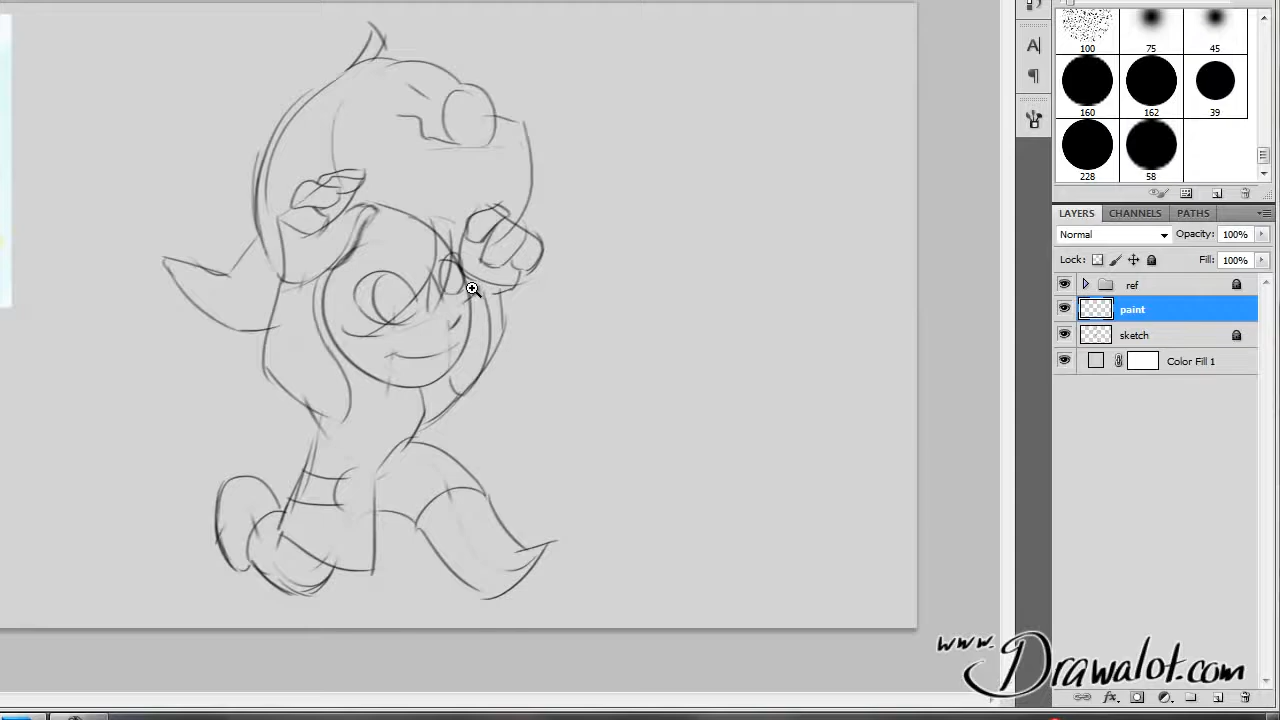 100 75 45
160 162 39
228 58
LAYERS CHANNELS PATHS
Normal Opacity: 100%
Lock: Fill: 100%
ref
paint
sketch
Color Fill 1
www.
Drawalot.com